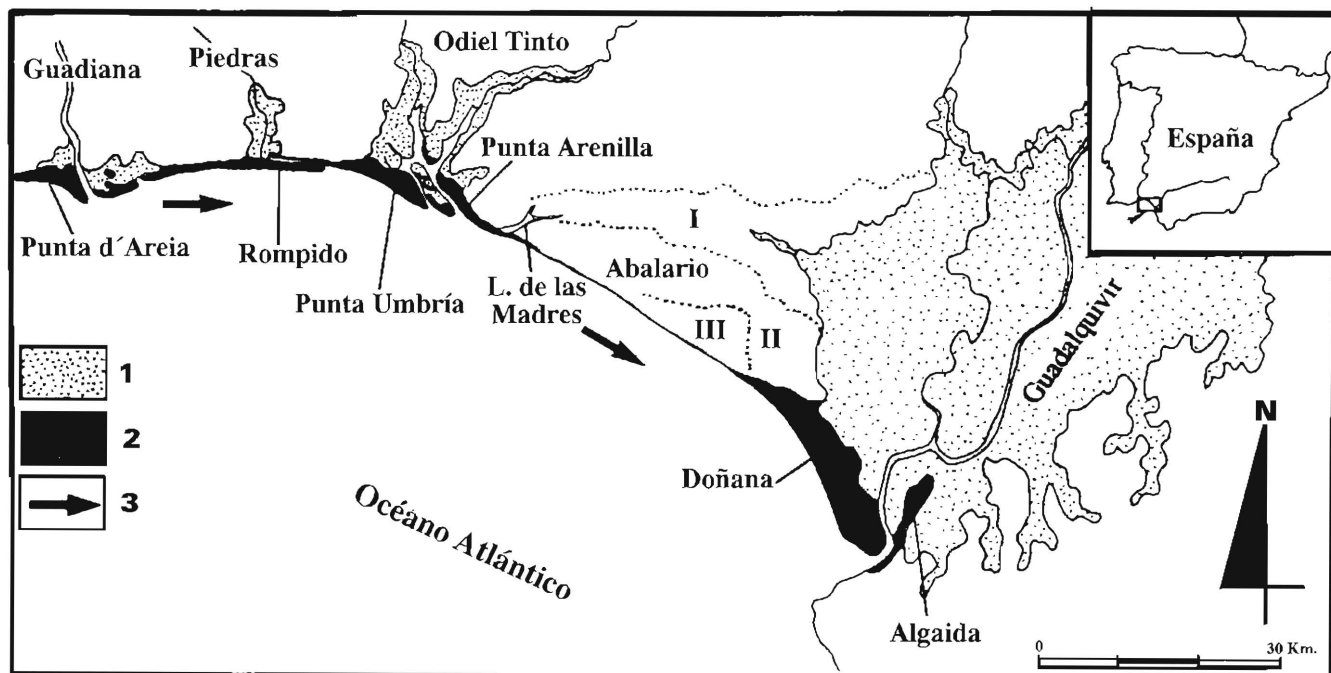 Guadiana
Piedras
Odiel Tinto
España
Punta Arenilla
Punta d´Areia
Rompido
Punta Umbría
L. de las
Madres
I
Abalario
III
II
Guadalquivir
1
2
3
Doñana
Océano Atlántico
N
Algaida
0
30 Km.